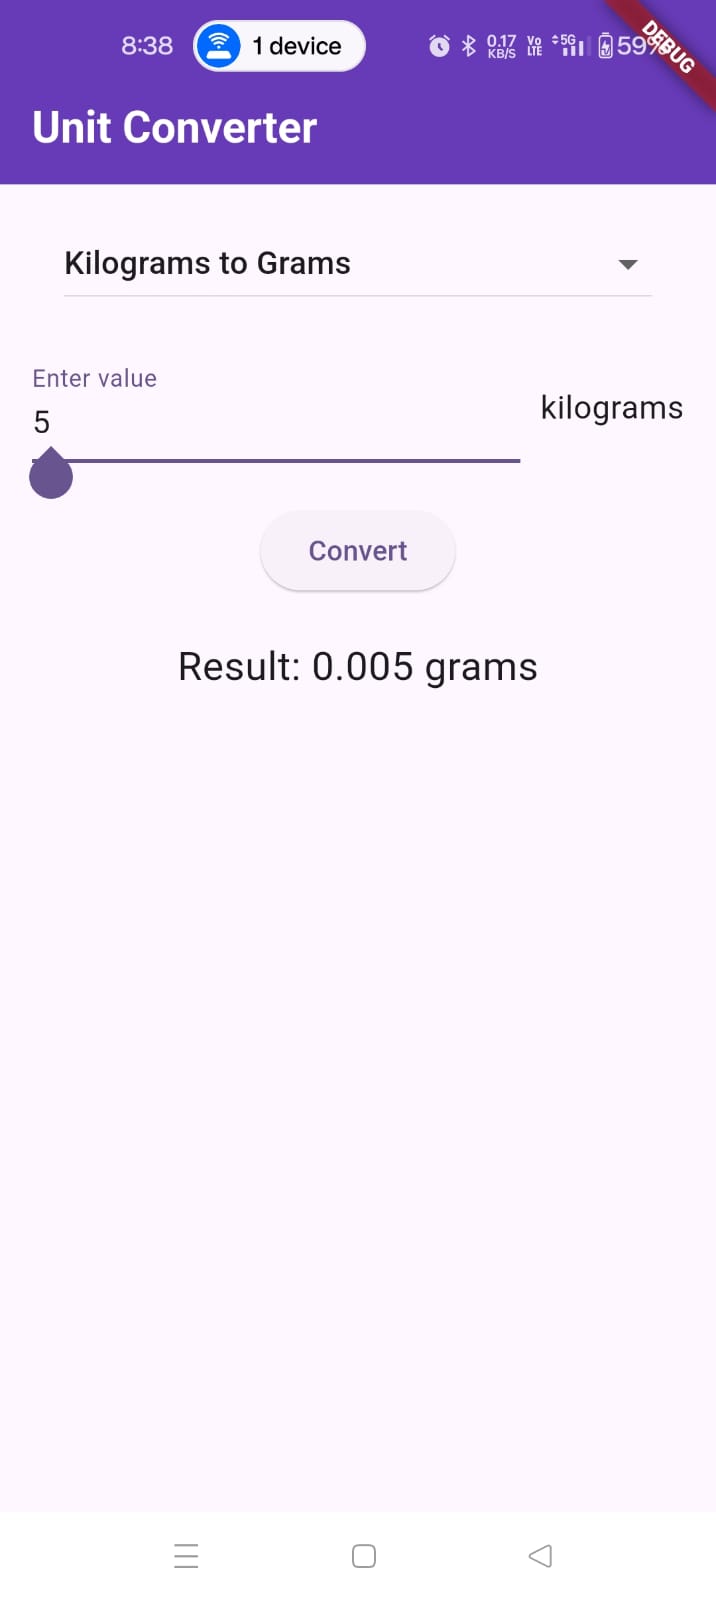 8:38 1 device 0.17 KB/S Vo LTE 5G 59% DEBUG
Unit Converter
Kilograms to Grams
Enter value
5 kilograms
Convert
Result: 0.005 grams